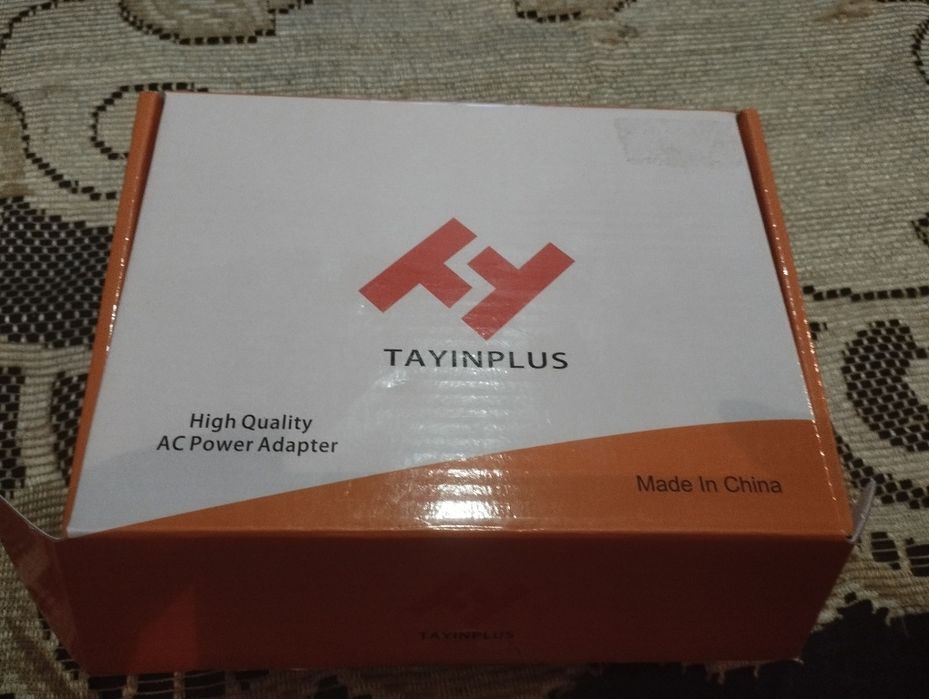 TAYINPLUS
High Quality
AC Power Adapter
Made In China
TAYINPLUS